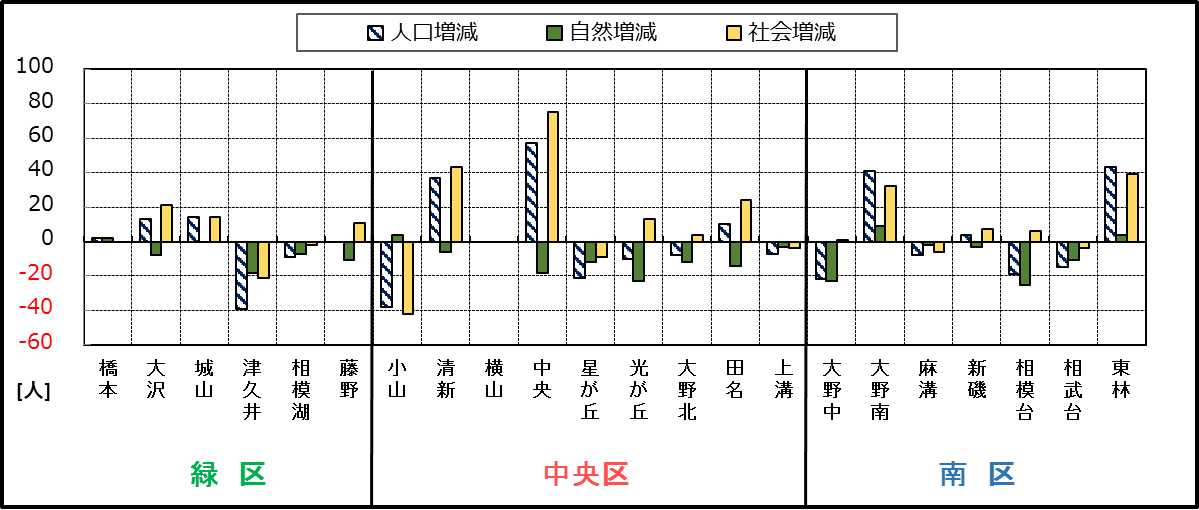 人口増減 自然増減 社会増減
100
80
60
40
20
0
-20
-40
-60
[人]
橋本 大沢 城山 津久井 相模湖 藤野 小山 清新 横山 中央 星が丘 光が丘 大野北 田名 上溝 大野中 大野南 麻溝 新磯 相模台 相武台 東林
緑 区 中央区 南 区